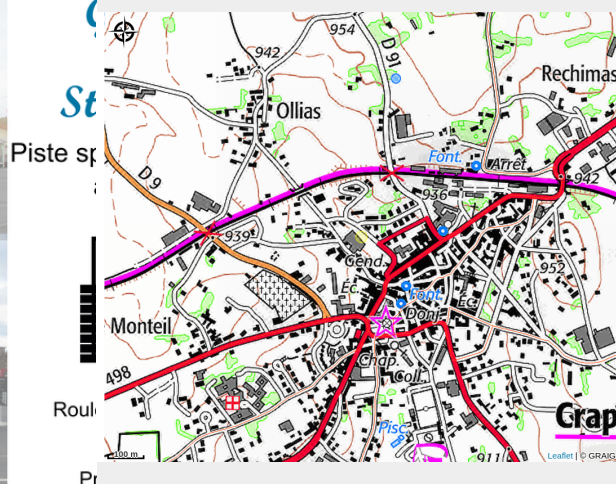 954
942
D 91
Rechimas
Ollias
St
Piste sp
Font.
Arrêt
942
D 9
936
939
952
Gend.
Éc.
Font.
Éc.
Donj.
Monteil
Chap.
498
Coll.
Roul
Crap
Pisc.
100 m
911
Leaflet | © GRAIG
Pr